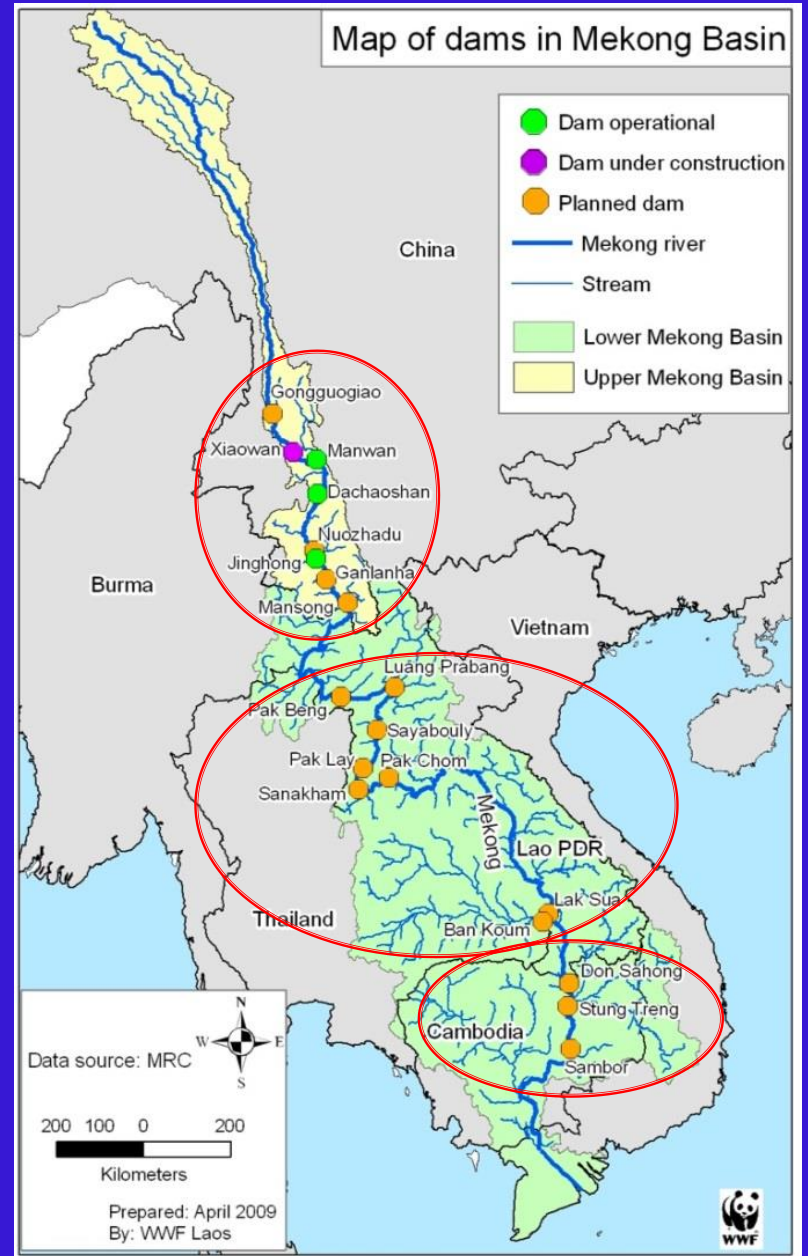 Map of dams in Mekong Basin
Dam operational
Dam under construction
Planned dam
Mekong river
Stream
Lower Mekong Basin
Upper Mekong Basin
China
Gongguogiao
Xiaowan
Manwan
Dachaoshan
Nuozhadu
Jinghong
Ganlanha
Mansong
Burma
Vietnam
Luang Prabang
Pak Beng
Sayabouly
Pak Lay
Pak Chom
Sanakham
Mekong
Lao PDR
Lak Sua
Thailand
Ban Koum
Don Sahong
Stung Treng
Cambodia
Sambor
N
W
E
S
Data source: MRC
200 100 0 200
Kilometers
Prepared: April 2009
By: WWF Laos
WWF